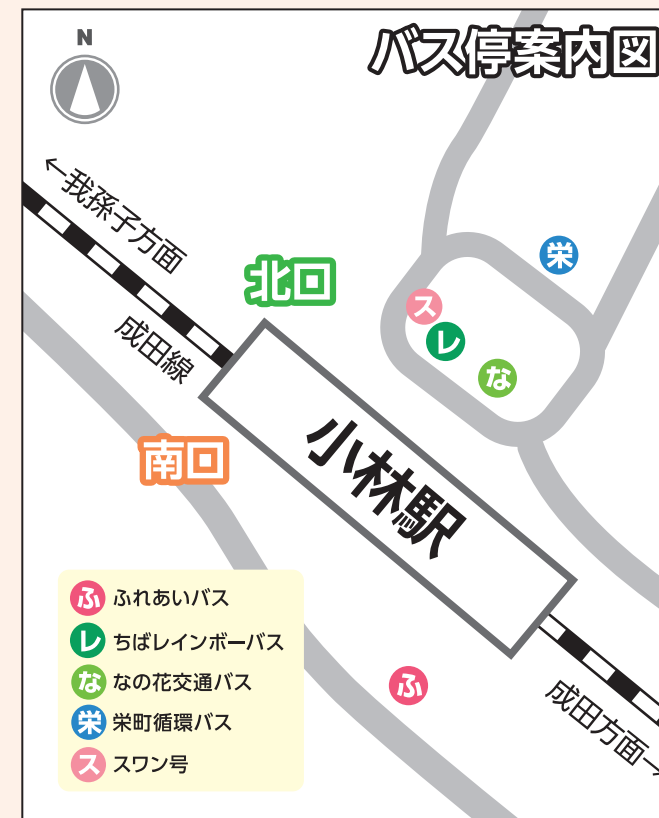 N
バス停案内図
←我孫子方面
北口
栄
ス
レ
な
成田線
南口
小林駅
ふ ふれあいバス
レ ちばレインボーバス
な なの花交通バス
栄 栄町循環バス
ス スワン号
ふ
成田方面→